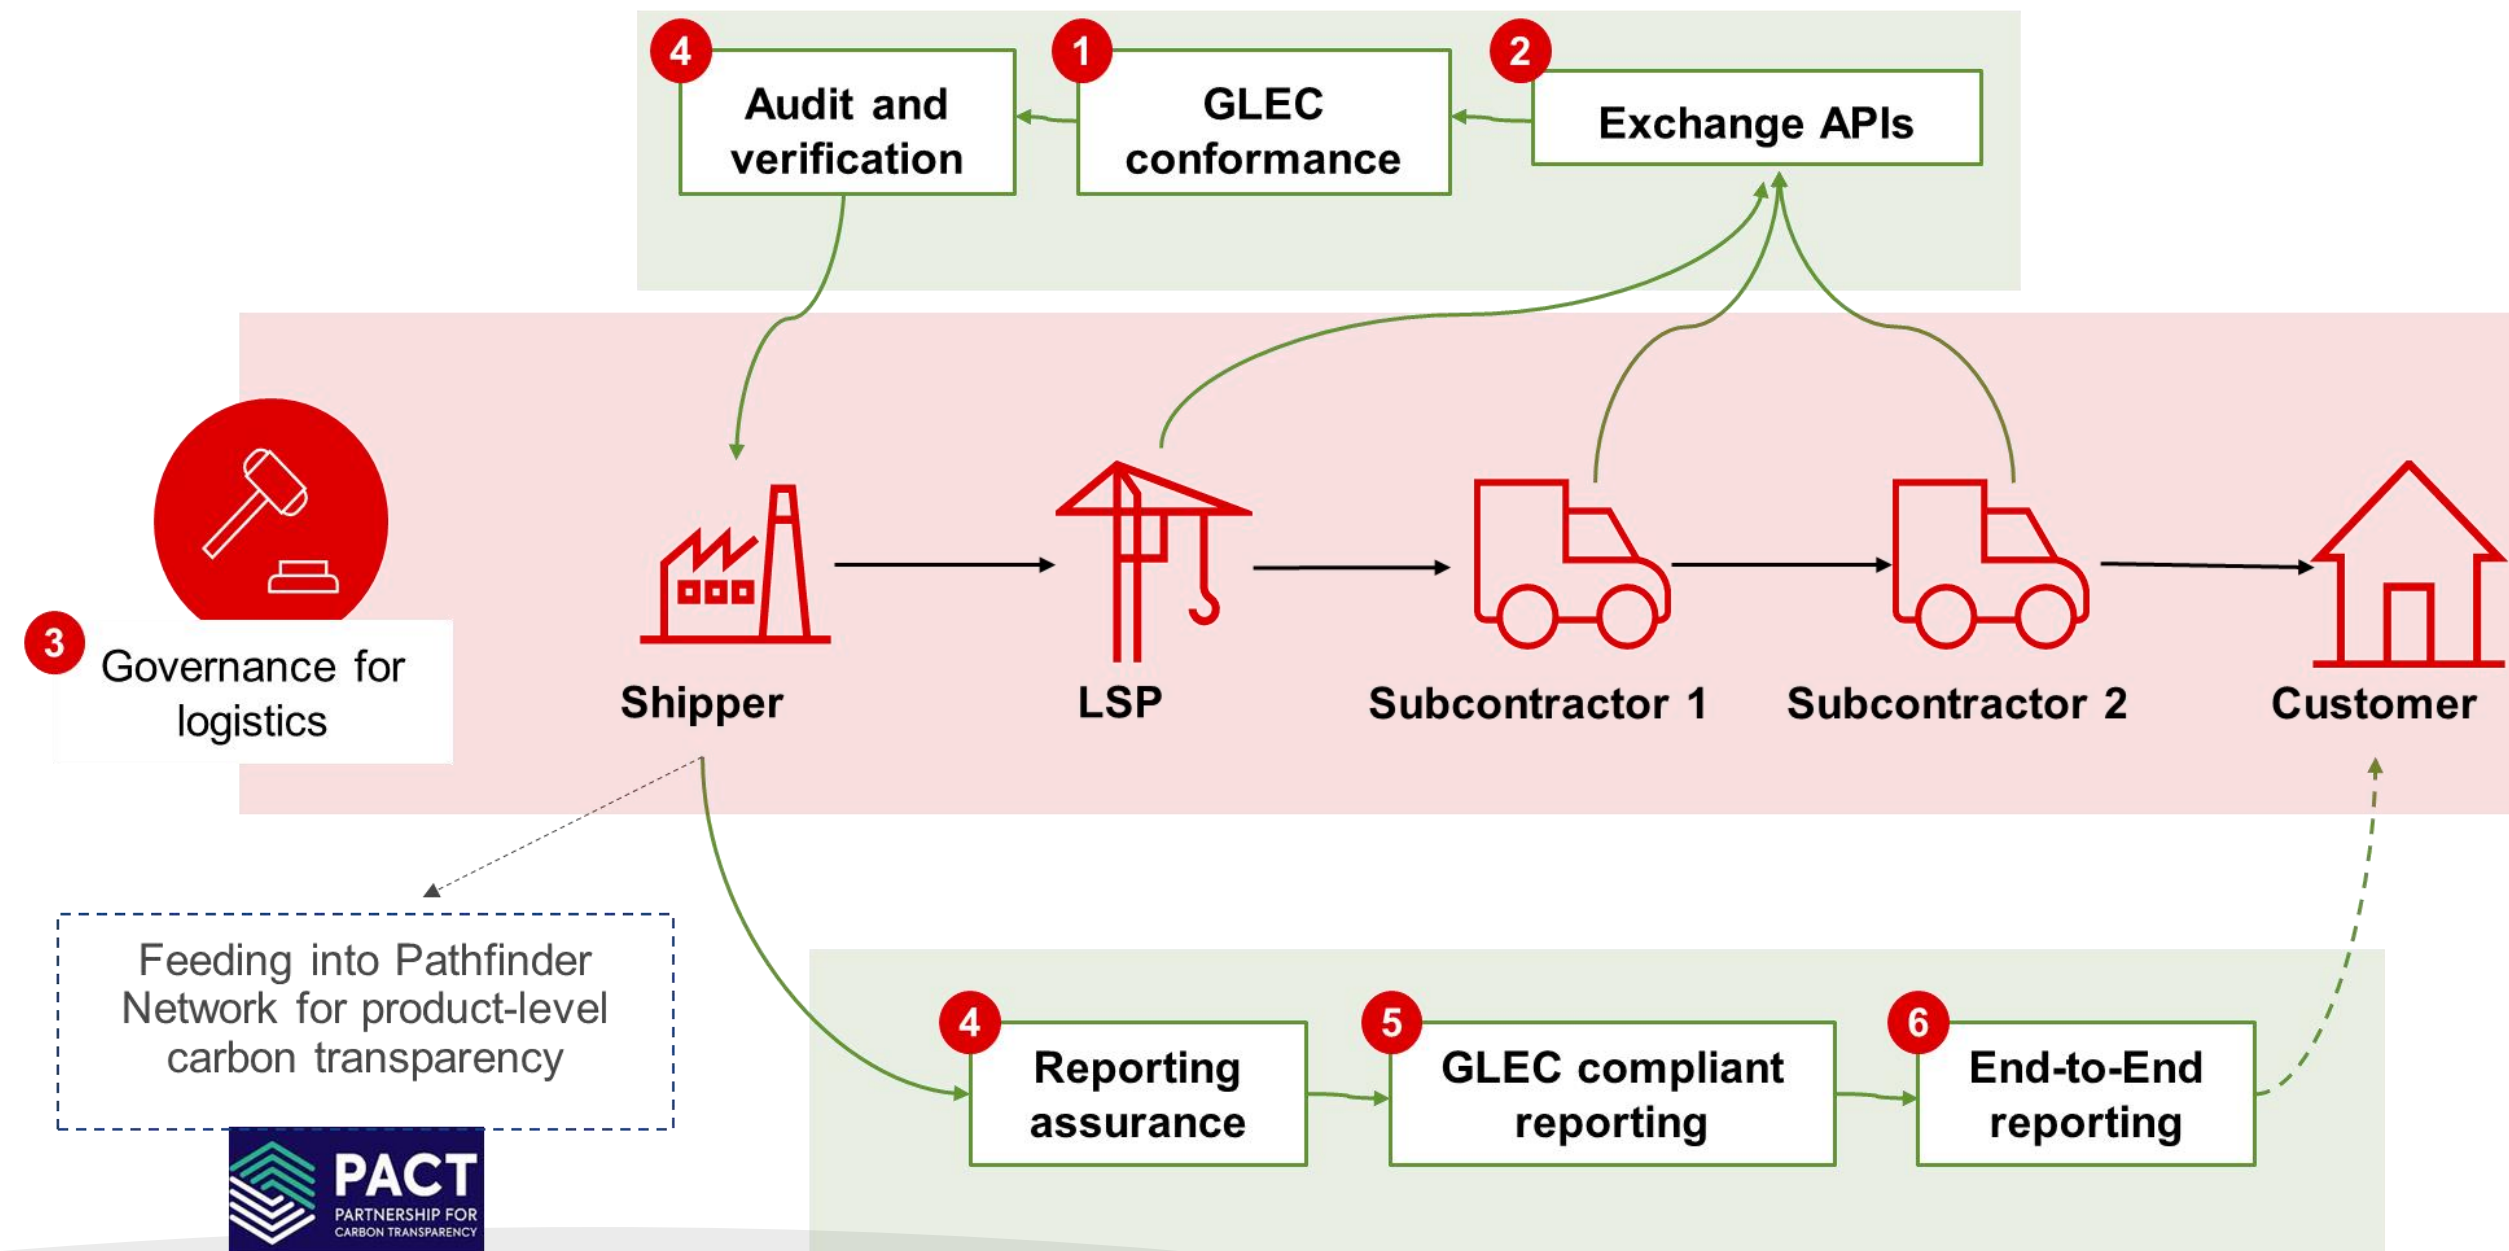 4
Audit and
verification
1
GLEC
conformance
2
Exchange APIs
3
Governance for
logistics
Shipper
LSP
Subcontractor 1
Subcontractor 2
Customer
Feeding into Pathfinder
Network for product-level
carbon transparency
PACT
PARTNERSHIP FOR
CARBON TRANSPARENCY
4
Reporting
assurance
5
GLEC compliant
reporting
6
End-to-End
reporting